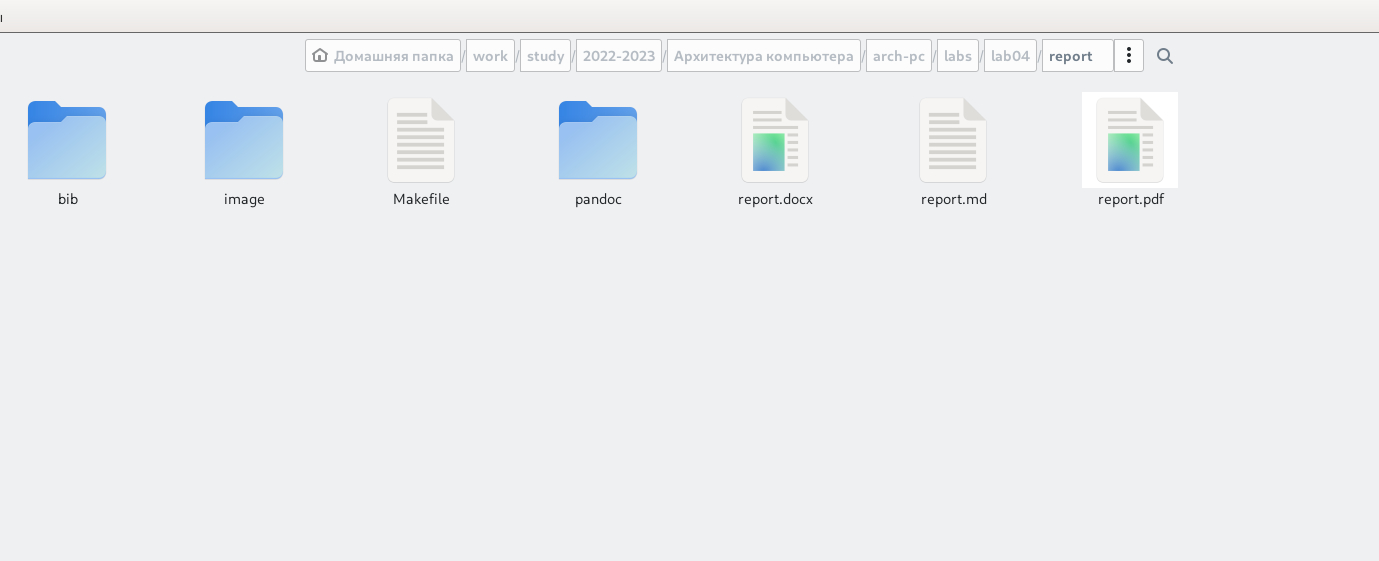 Домашняя папка / work / study / 2022-2023 / Архитектура компьютера / arch-pc / labs / lab04 / report
bib image Makefile pandoc report.docx report.md report.pdf